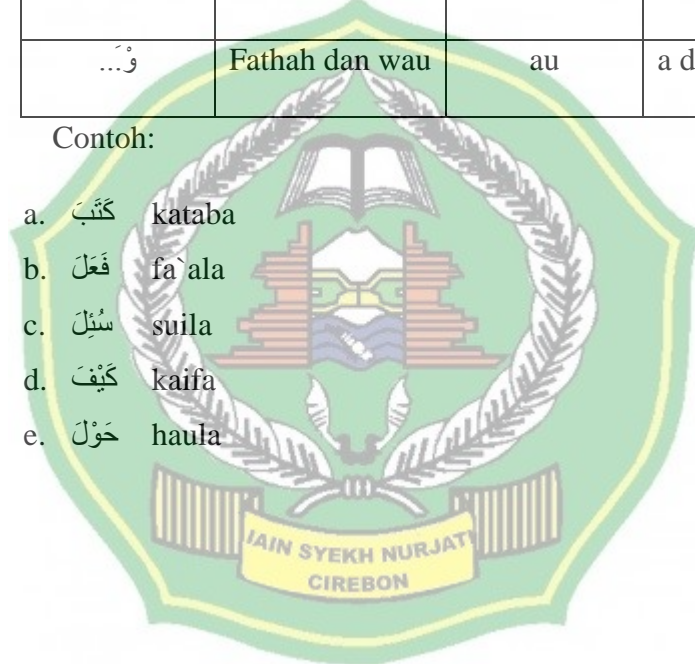 ...َوْ Fathah dan wau au a d
Contoh:
a. كَتَبَ kataba
b. فَعَلَ fa`ala
c. سُئِلَ suila
d. كَيْفَ kaifa
e. حَوْلَ haula
IAIN SYEKH NURJATI
CIREBON